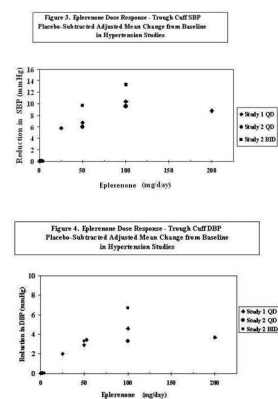 Figure 3. Eplerenone Dose Response - Trough Cuff SBP
Placebo-Subtracted Adjusted Mean Change from Baseline
in Hypertension Studies
Reduction in SBP (mmHg)
16
14
12
10
8
6
4
2
0
0 50 100 150 200
Eplerenone (mg/day)
Study 1 QD
Study 2 QD
Study 2 BID
Figure 4. Eplerenone Dose Response - Trough Cuff DBP
Placebo-Subtracted Adjusted Mean Change from Baseline
in Hypertension Studies
Reduction in DBP (mmHg)
10
8
6
4
2
0
0 50 100 150 200
Eplerenone (mg/day)
Study 1 QD
Study 2 QD
Study 2 BID